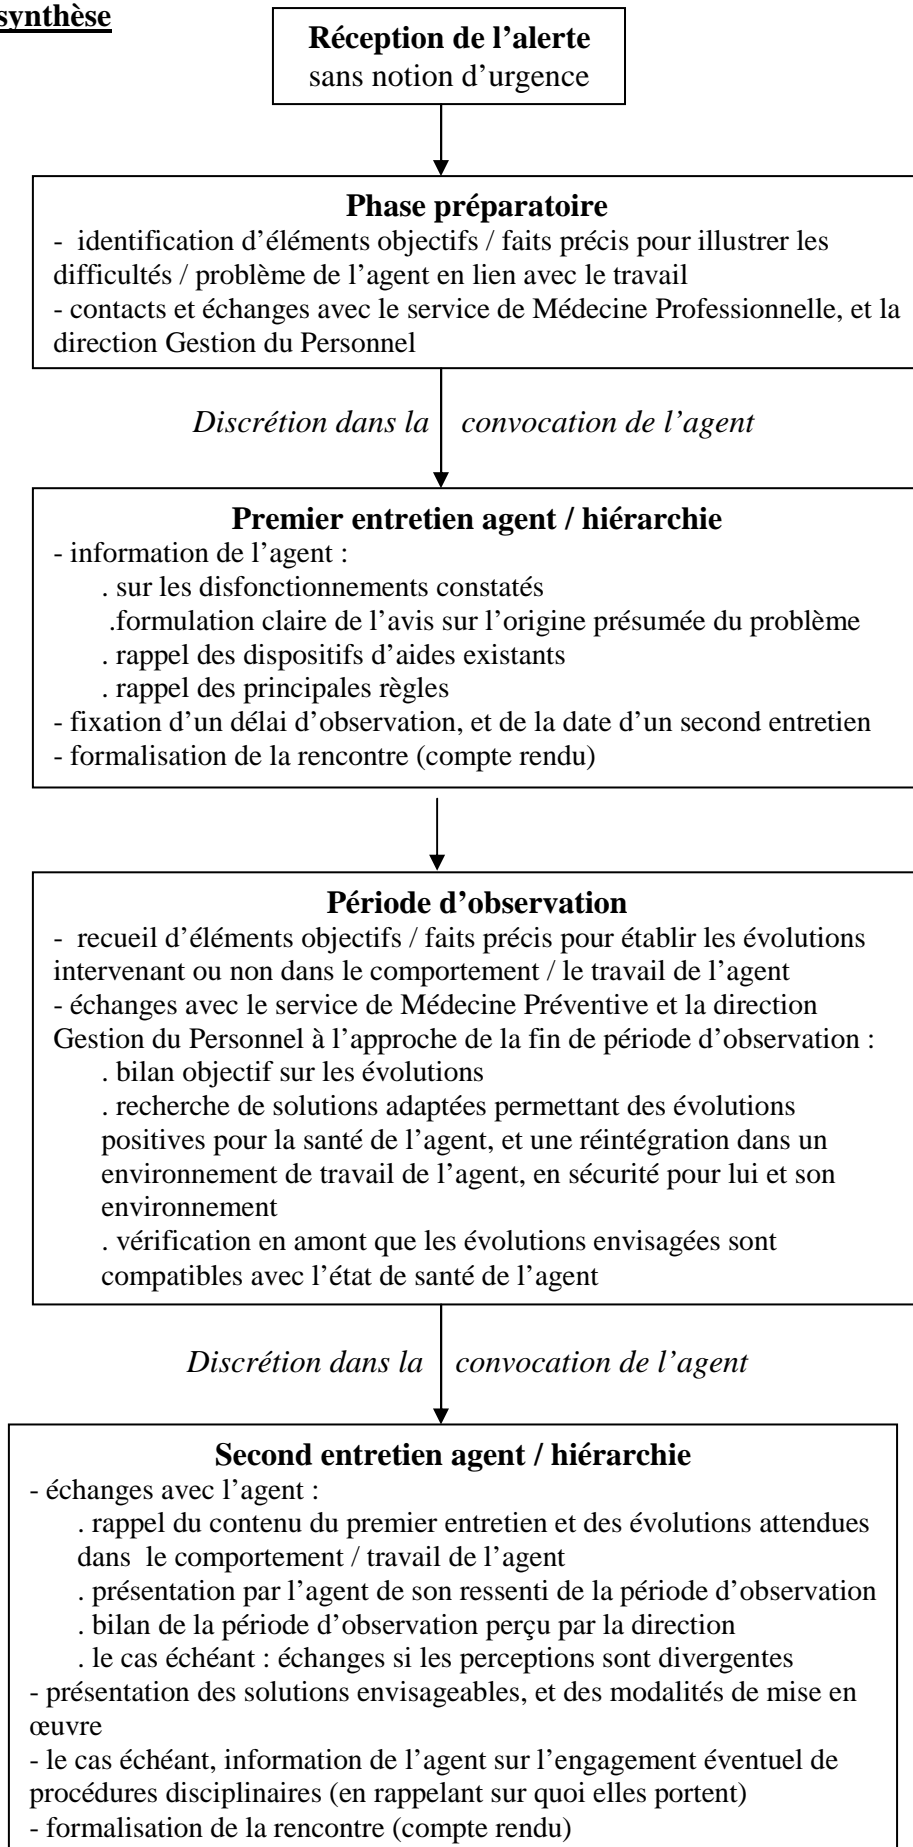 synthèse
Réception de l’alerte
sans notion d’urgence
Phase préparatoire
- identification d’éléments objectifs / faits précis pour illustrer les
difficultés / problème de l’agent en lien avec le travail
- contacts et échanges avec le service de Médecine Professionnelle, et la
direction Gestion du Personnel
Discrétion dans la convocation de l’agent
Premier entretien agent / hiérarchie
- information de l’agent :
. sur les disfonctionnements constatés
.formulation claire de l’avis sur l’origine présumée du problème
. rappel des dispositifs d’aides existants
. rappel des principales règles
- fixation d’un délai d’observation, et de la date d’un second entretien
- formalisation de la rencontre (compte rendu)
Période d’observation
- recueil d’éléments objectifs / faits précis pour établir les évolutions
intervenant ou non dans le comportement / le travail de l’agent
- échanges avec le service de Médecine Préventive et la direction
Gestion du Personnel à l’approche de la fin de période d’observation :
. bilan objectif sur les évolutions
. recherche de solutions adaptées permettant des évolutions
positives pour la santé de l’agent, et une réintégration dans un
environnement de travail de l’agent, en sécurité pour lui et son
environnement
. vérification en amont que les évolutions envisagées sont
compatibles avec l’état de santé de l’agent
Discrétion dans la convocation de l’agent
Second entretien agent / hiérarchie
- échanges avec l’agent :
. rappel du contenu du premier entretien et des évolutions attendues
dans le comportement / travail de l’agent
. présentation par l’agent de son ressenti de la période d’observation
. bilan de la période d’observation perçu par la direction
. le cas échéant : échanges si les perceptions sont divergentes
- présentation des solutions envisageables, et des modalités de mise en
œuvre
- le cas échéant, information de l’agent sur l’engagement éventuel de
procédures disciplinaires (en rappelant sur quoi elles portent)
- formalisation de la rencontre (compte rendu)